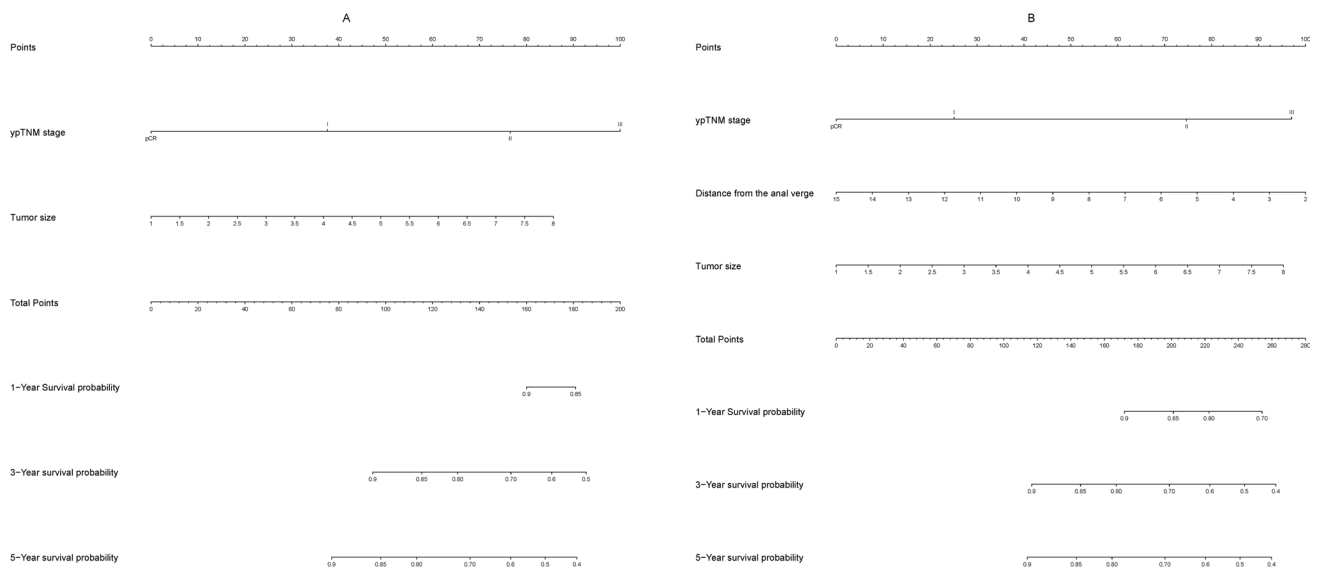 A
Points
0 10 20 30 40 50 60 70 80 90 100
ypTNM stage
pCR I II III
Tumor size
1 1.5 2 2.5 3 3.5 4 4.5 5 5.5 6 6.5 7 7.5 8
Total Points
0 20 40 60 80 100 120 140 160 180 200
1−Year Survival probability
0.9 0.85
3−Year survival probability
0.9 0.85 0.80 0.70 0.6 0.5
5−Year survival probability
0.9 0.85 0.80 0.70 0.6 0.5 0.4
B
Points
0 10 20 30 40 50 60 70 80 90 100
ypTNM stage
pCR I II III
Distance from the anal verge
15 14 13 12 11 10 9 8 7 6 5 4 3 2
Tumor size
1 1.5 2 2.5 3 3.5 4 4.5 5 5.5 6 6.5 7 7.5 8
Total Points
0 20 40 60 80 100 120 140 160 180 200 220 240 260 280
1−Year Survival probability
0.9 0.85 0.80 0.70
3−Year survival probability
0.9 0.85 0.80 0.70 0.6 0.5 0.4
5−Year survival probability
0.9 0.85 0.80 0.70 0.6 0.5 0.4